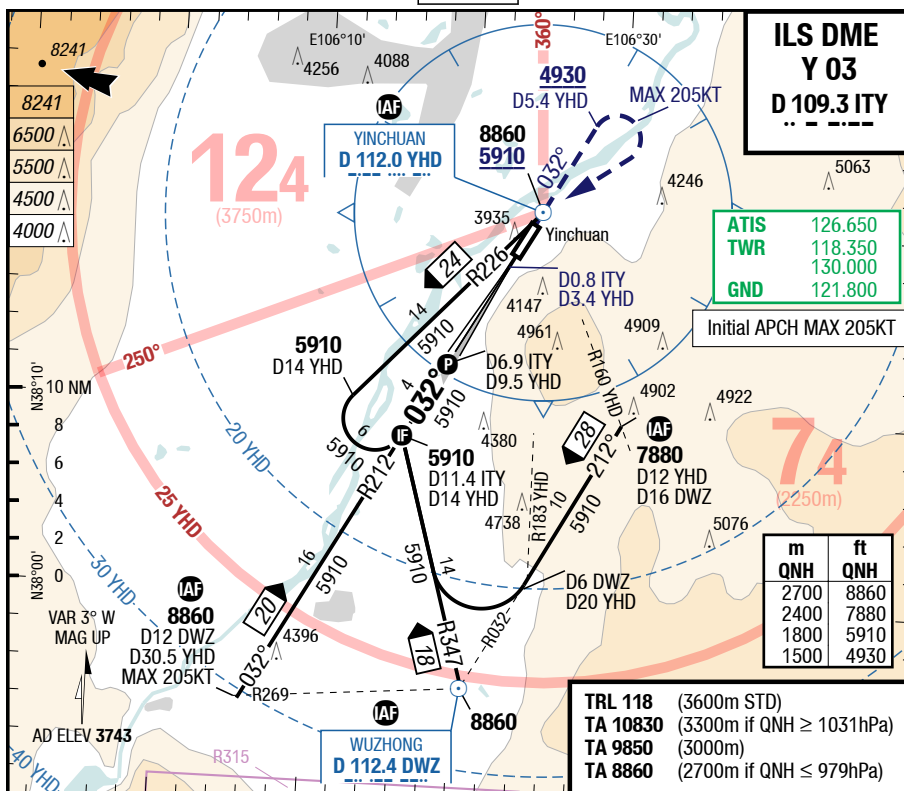 8241
8241
6500
5500
4500
4000
E106°10'
E106°30'
4256
4088
360°
4930
D5.4 YHD
MAX 205KT
ILS DME
Y 03
D 109.3 ITY
IAF
YINCHUAN
D 112.0 YHD
8860
5910
032°
124
(3750m)
5063
4246
3935
Yinchuan
ATIS 126.650
TWR 118.350
130.000
GND 121.800
Initial APCH MAX 205KT
24
R226
14
5910
D0.8 ITY
D3.4 YHD
4147
4961
4909
250°
5910
D14 YHD
P
D6.9 ITY
D9.5 YHD
R160 YHD
N38°10'
10 NM
8
6
4
2
0
N38°00'
4
032°
5910
6
5910
IF
5910
D11.4 ITY
D14 YHD
4380
4902
4922
IAF
7880
D12 YHD
D16 DWZ
28
212°
10
5910
74
(2250m)
20 YHD
25 YHD
30 YHD
40 YHD
R212
16
5910
20
032°
4738
R183 YHD
5076
5910
14
R347
18
D6 DWZ
D20 YHD
R032
m ft
QNH QNH
2700 8860
2400 7880
1800 5910
1500 4930
IAF
8860
D12 DWZ
D30.5 YHD
MAX 205KT
VAR 3° W
MAG UP
4396
R269
AD ELEV 3743
IAF
8860
WUZHONG
D 112.4 DWZ
R315
TRL 118 (3600m STD)
TA 10830 (3300m if QNH ≥ 1031hPa)
TA 9850 (3000m)
TA 8860 (2700m if QNH ≤ 979hPa)